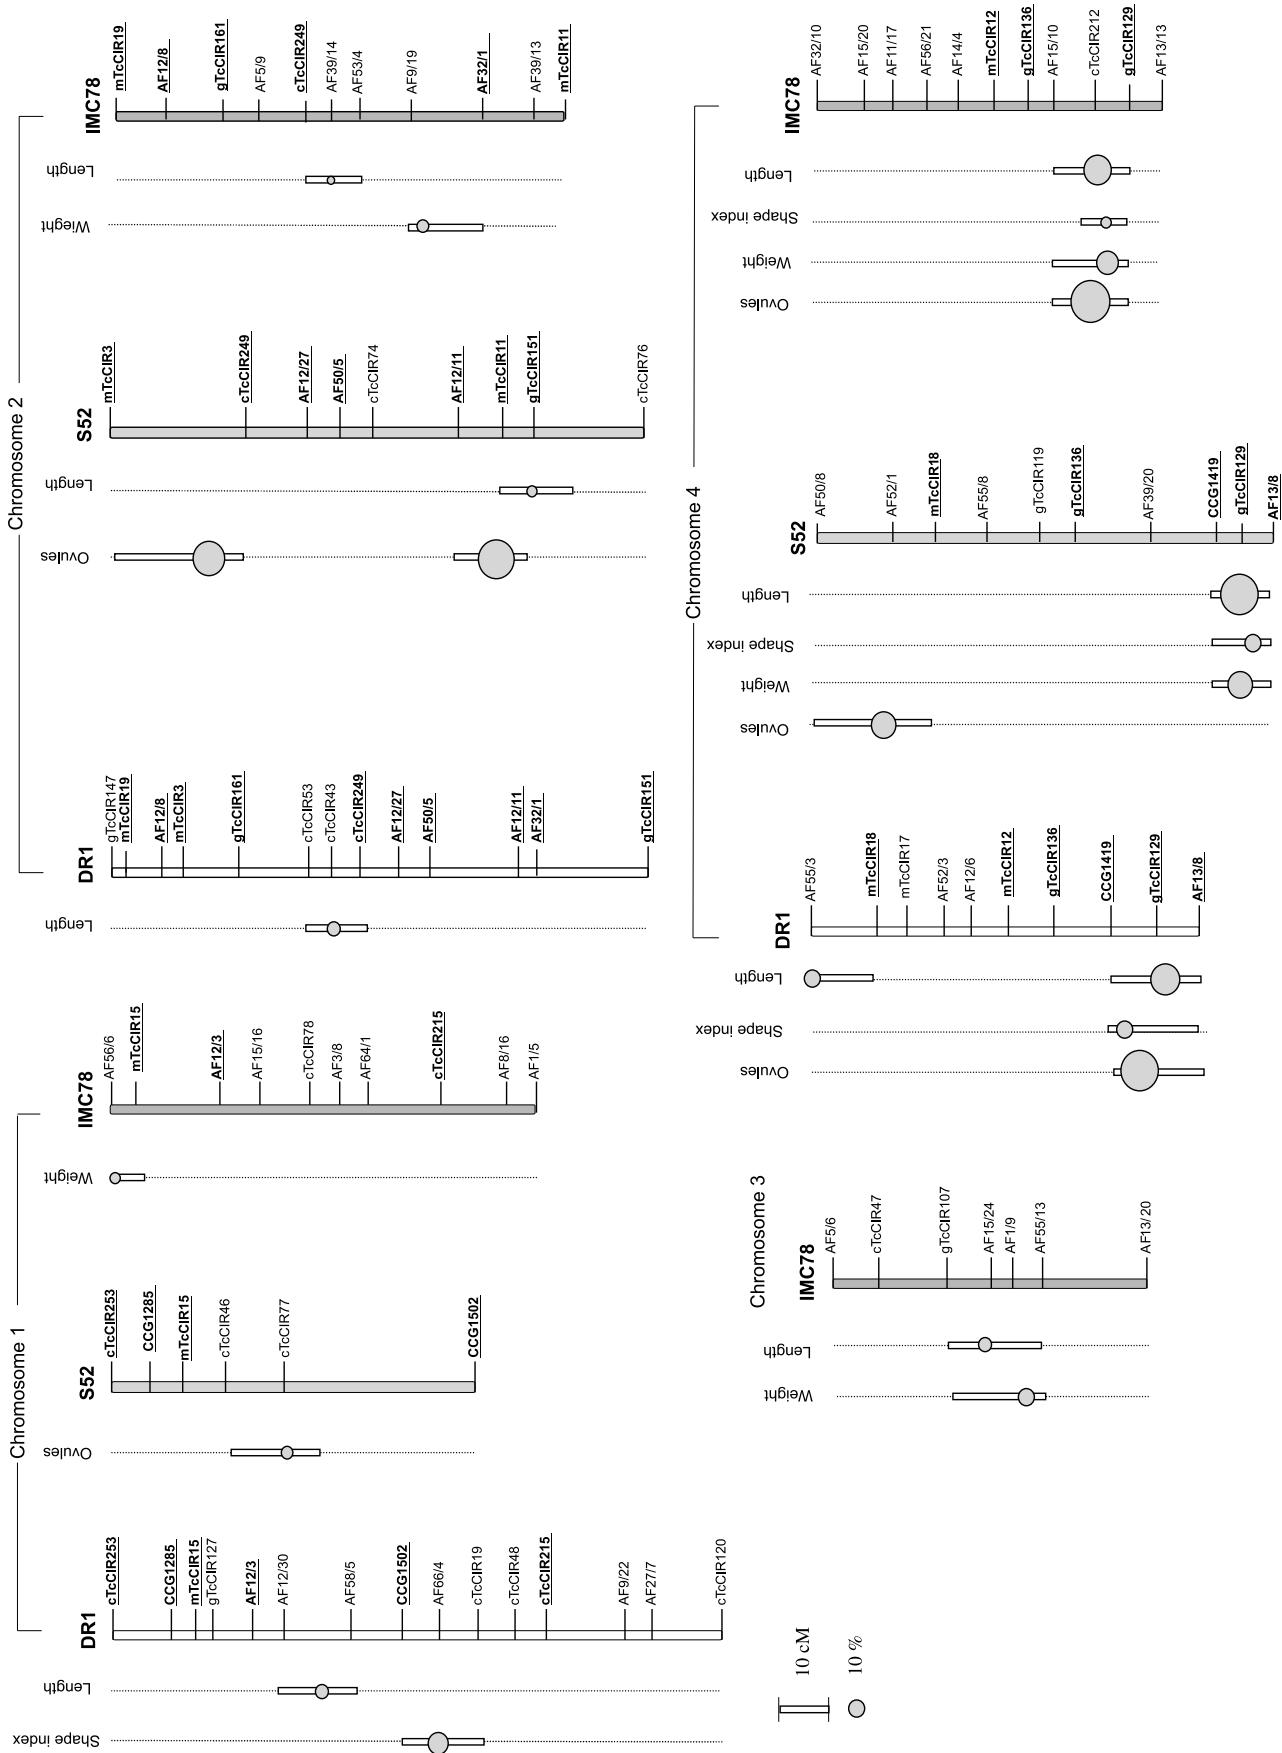 Chromosome 1
DR1
cTcCIR253
CCG1285
mTcCIR15
gTcCIR127
AF12/3
AF12/30
AF58/5
CCG1502
AF66/4
cTcCIR19
cTcCIR48
cTcCIR215
AF9/22
AF27/7
cTcCIR120
Length
Shape index
S52
cTcCIR253
CCG1285
mTcCIR15
cTcCIR46
cTcCIR77
CCG1502
Ovules
IMC78
AF56/6
mTcCIR15
AF12/3
AF15/16
cTcCIR78
AF3/8
AF64/1
cTcCIR215
AF8/16
AF1/5
Weight
Chromosome 2
DR1
gTcCIR147
mTcCIR19
AF12/8
mTcCIR3
gTcCIR161
cTcCIR53
cTcCIR43
cTcCIR249
AF12/27
AF50/5
AF12/11
AF32/1
gTcCIR151
Length
S52
mTcCIR3
cTcCIR249
AF12/27
AF50/5
cTcCIR74
AF12/11
mTcCIR11
gTcCIR151
cTcCIR76
Length
Ovules
IMC78
mTcCIR19
AF12/8
gTcCIR161
AF5/9
cTcCIR249
AF39/14
AF53/4
AF9/19
AF32/1
AF39/13
mTcCIR11
Length
Wieght
Chromosome 3
IMC78
AF5/6
cTcCIR47
gTcCIR107
AF15/24
AF1/9
AF55/13
AF13/20
Length
Weight
Chromosome 4
DR1
AF55/3
mTcCIR18
mTcCIR17
AF52/3
AF12/6
mTcCIR12
gTcCIR136
CCG1419
gTcCIR129
AF13/8
Length
Shape index
Ovules
S52
AF50/8
AF52/1
mTcCIR18
AF55/8
gTcCIR119
gTcCIR136
AF39/20
CCG1419
gTcCIR129
AF13/8
Length
Shape index
Weight
Ovules
IMC78
AF32/10
AF15/20
AF11/17
AF56/21
AF14/4
mTcCIR12
gTcCIR136
AF15/10
cTcCIR212
gTcCIR129
AF13/13
Length
Shape index
Weight
Ovules
10 cM
10 %